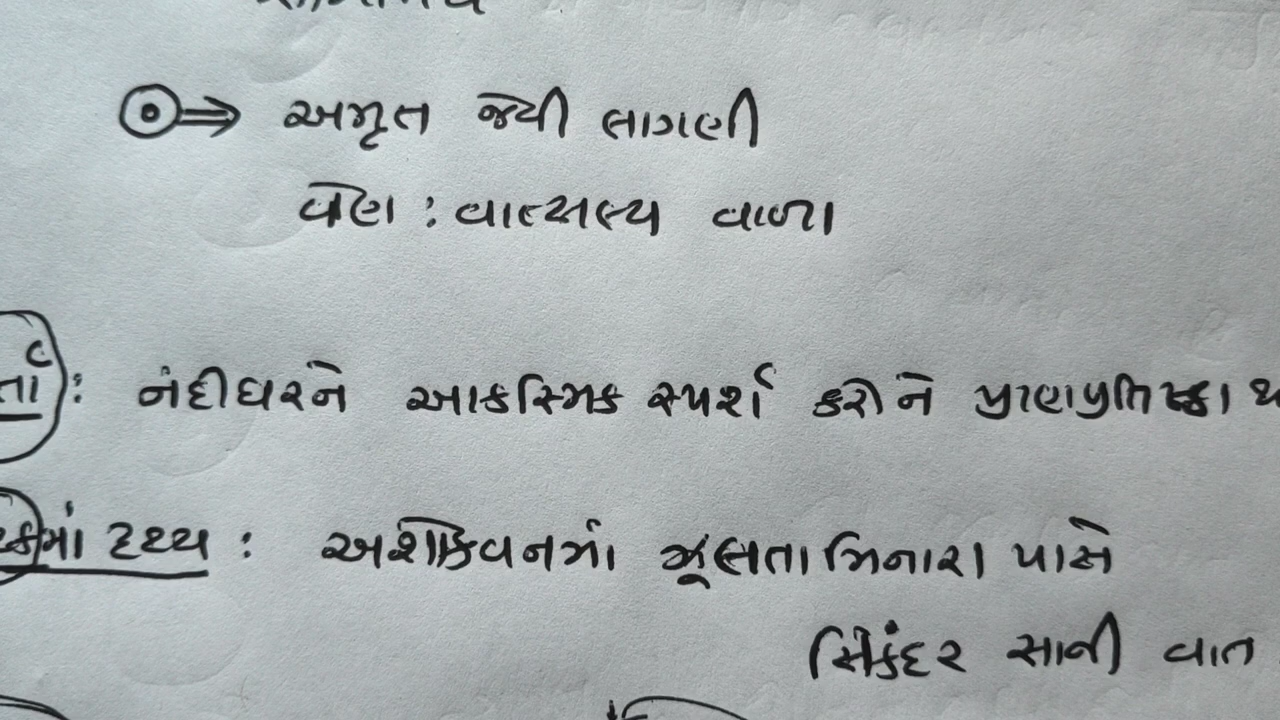 અમૃત જેવી લાગણી
વેણ : વાત્સલ્ય વાળા
: નંદીઘરને આકસ્મિક સ્પર્શ કરીને પ્રાણપ્રતિષ્ઠા
દૃશ્ય : અશોકવનમાં ઝૂલતા મિનારા પાસે
સિકંદર સાની વાત